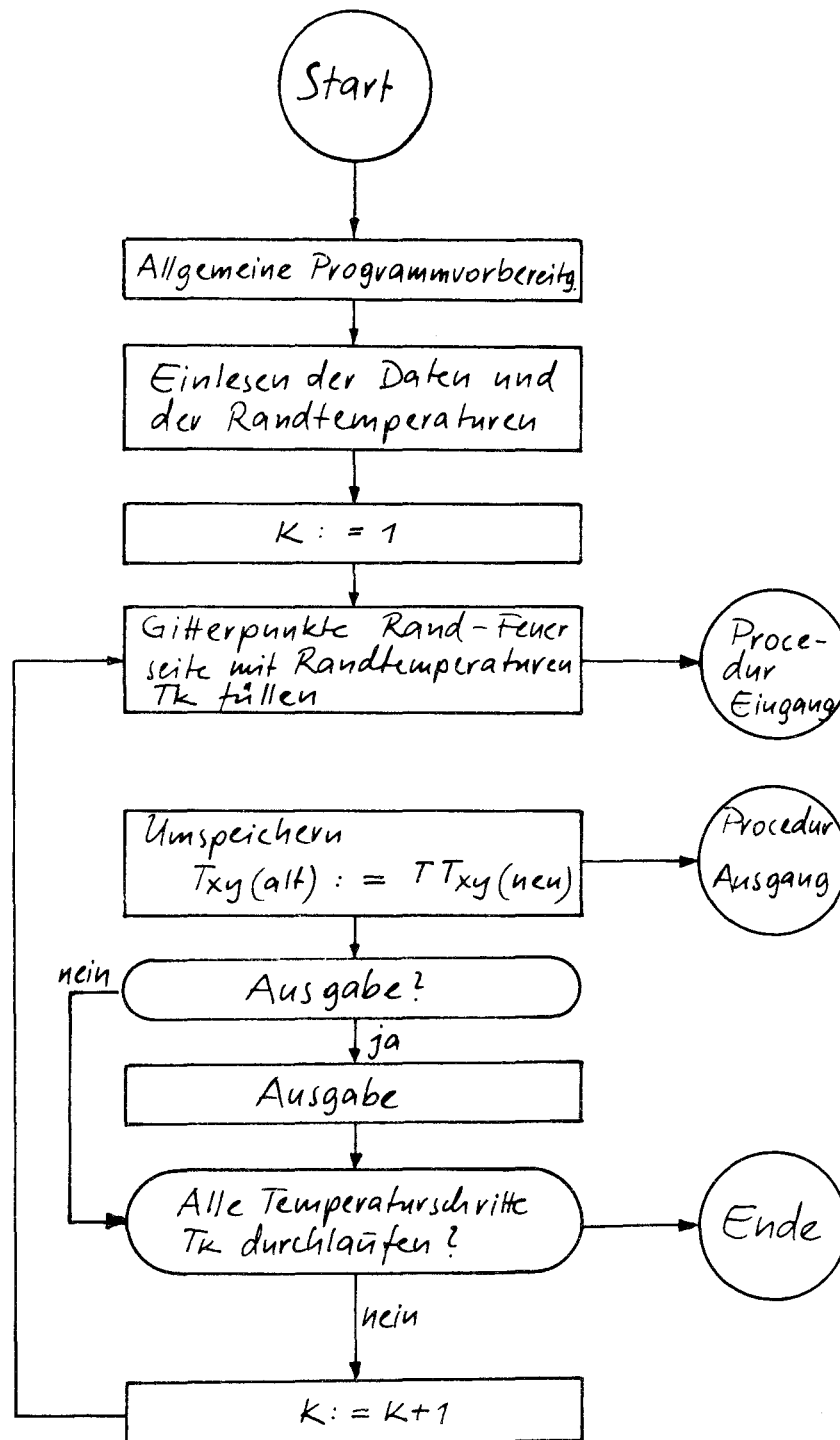 Start
Allgemeine Programmvorbereitg.
Einlesen der Daten und
der Randtemperaturen
K : = 1
Gitterpunkte Rand-Feuer
seite mit Randtemperaturen
Tk füllen
Proce-
dur
Eingang
Umspeichern
Txy (alt) : = T Txy (neu)
Procedur
Ausgang
nein
Ausgabe?
ja
Ausgabe
Alle Temperaturschritte
Tk durchlaufen?
Ende
nein
K : = K+1